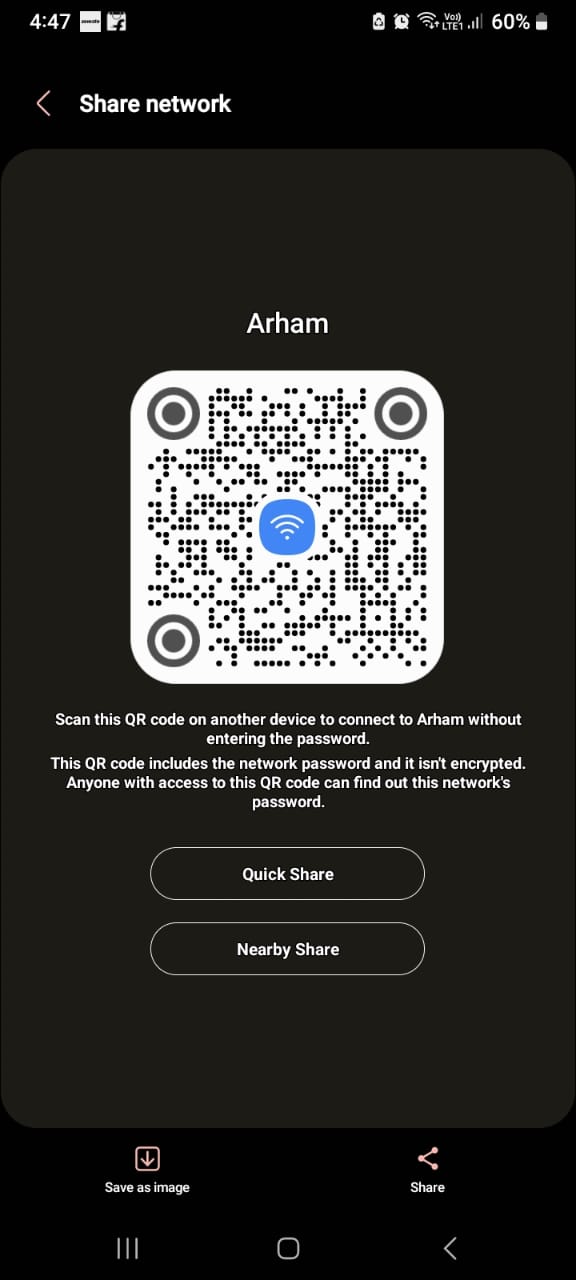 4:47
Vo))
LTE1
60%
Share network
Arham
Scan this QR code on another device to connect to Arham without
entering the password.
This QR code includes the network password and it isn't encrypted.
Anyone with access to this QR code can find out this network's
password.
Quick Share
Nearby Share
Save as image
Share